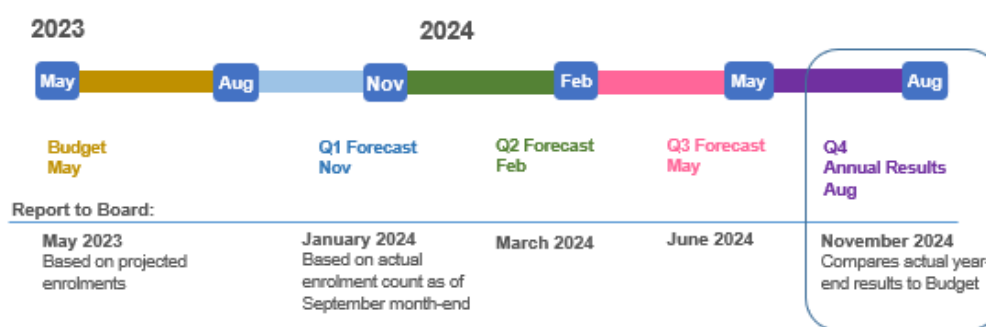 2023
2024
May
Aug
Nov
Feb
May
Aug
Budget
May
Q1 Forecast
Nov
Q2 Forecast
Feb
Q3 Forecast
May
Q4
Annual Results
Aug
Report to Board:
May 2023
Based on projected
enrolments
January 2024
Based on actual
enrolment count as of
September month-end
March 2024
June 2024
November 2024
Compares actual year-
end results to Budget